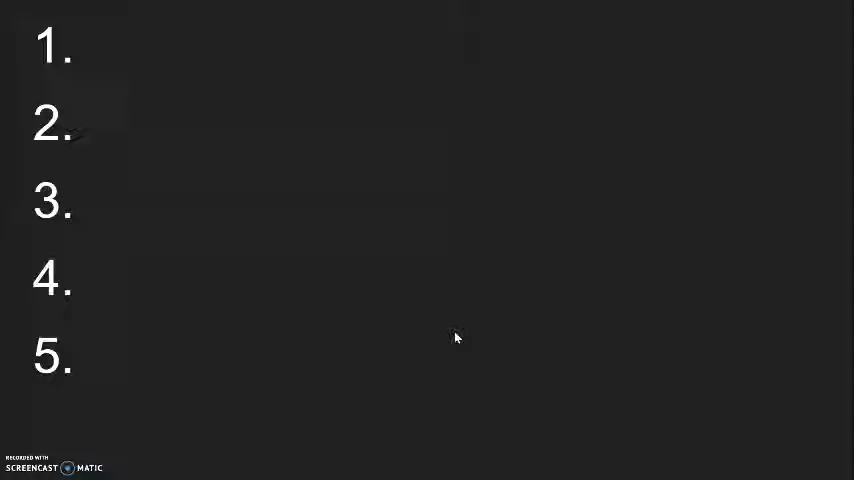 1.
2.
3.
4.
5.
RECORDED WITH
SCREENCAST MATIC